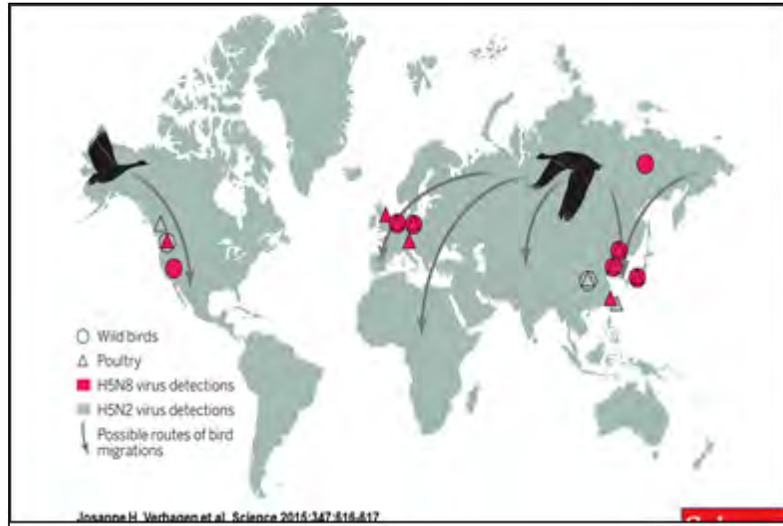 Wild birds
Poultry
H5N8 virus detections
H5N2 virus detections
Possible routes of bird
migrations
Josanne H. Verhagen et al. Science 2015;347:616-617